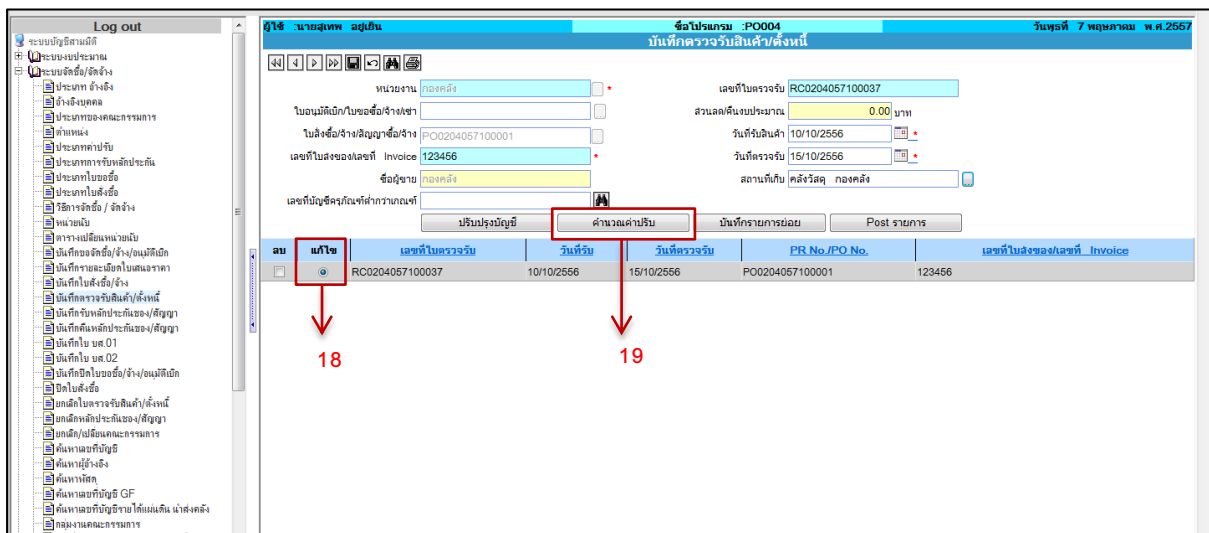 Log out
ระบบบัญชีสามมิติ
ระบบงบประมาณ
ระบบจัดซื้อ/จัดจ้าง
ประเภท อ้างอิง
อ้างอิงบุคคล
ประเภทของคณะกรรมการ
ตำแหน่ง
ประเภทค่าปรับ
ประเภทการรับหลักประกัน
ประเภทใบขอซื้อ
ประเภทใบสั่งซื้อ
วิธีการจัดซื้อ / จัดจ้าง
หน่วยนับ
ตารางเปลี่ยนหน่วยนับ
บันทึกขอจัดซื้อ/จ้าง/อนุมัติเบิก
บันทึกรายละเอียดใบเสนอราคา
บันทึกใบสั่งซื้อ/จ้าง
บันทึกตรวจรับสินค้า/ตั้งหนี้
บันทึกรับหลักประกันซอง/สัญญา
บันทึกคืนหลักประกันซอง/สัญญา
บันทึกใบ บศ.01
บันทึกใบ บศ.02
บันทึกปิดใบขอซื้อ/จ้าง/อนุมัติเบิก
ปิดใบสั่งซื้อ
ยกเลิกใบตรวจรับสินค้า/ตั้งหนี้
ยกเลิกหลักประกันซอง/สัญญา
ยกเลิก/เปลี่ยนคณะกรรมการ
ค้นหาเลขที่บัญชี
ค้นหาผู้อ้างอิง
ค้นหาพัสดุ
ค้นหาเลขที่บัญชี GF
ค้นหาเลขที่บัญชีรายได้แผ่นดิน นำส่งคลัง
กลุ่มงานคณะกรรมการ
ผู้ใช้ :นายสุเทพ อยู่เย็น ชื่อโปรแกรม :PO004 วันพุธที่ 7 พฤษภาคม พ.ศ.2557
บันทึกตรวจรับสินค้า/ตั้งหนี้
หน่วยงาน กองคลัง * เลขที่ใบตรวจรับ RC0204057100037
ใบอนุมัติเบิก/ใบขอซื้อ/จ้าง/เช่า ส่วนลด/คืนงบประมาณ 0.00 บาท
ใบสั่งซื้อ/จ้าง/สัญญาซื้อ/จ้าง PO0204057100001 วันที่รับสินค้า 10/10/2556 *
เลขที่ใบส่งของ/เลขที่ Invoice 123456 * วันที่ตรวจรับ 15/10/2556 *
ชื่อผู้ขาย กองคลัง สถานที่เก็บ คลังวัสดุ กองคลัง
เลขที่บัญชีครุภัณฑ์ต่ำกว่าเกณฑ์
ปรับปรุงบัญชี คำนวณค่าปรับ บันทึกรายการย่อย Post รายการ
ลบ แก้ไข เลขที่ใบตรวจรับ วันที่รับ วันที่ตรวจรับ PR No./PO No. เลขที่ใบส่งของ/เลขที่ Invoice
RC0204057100037 10/10/2556 15/10/2556 PO0204057100001 123456
18 19